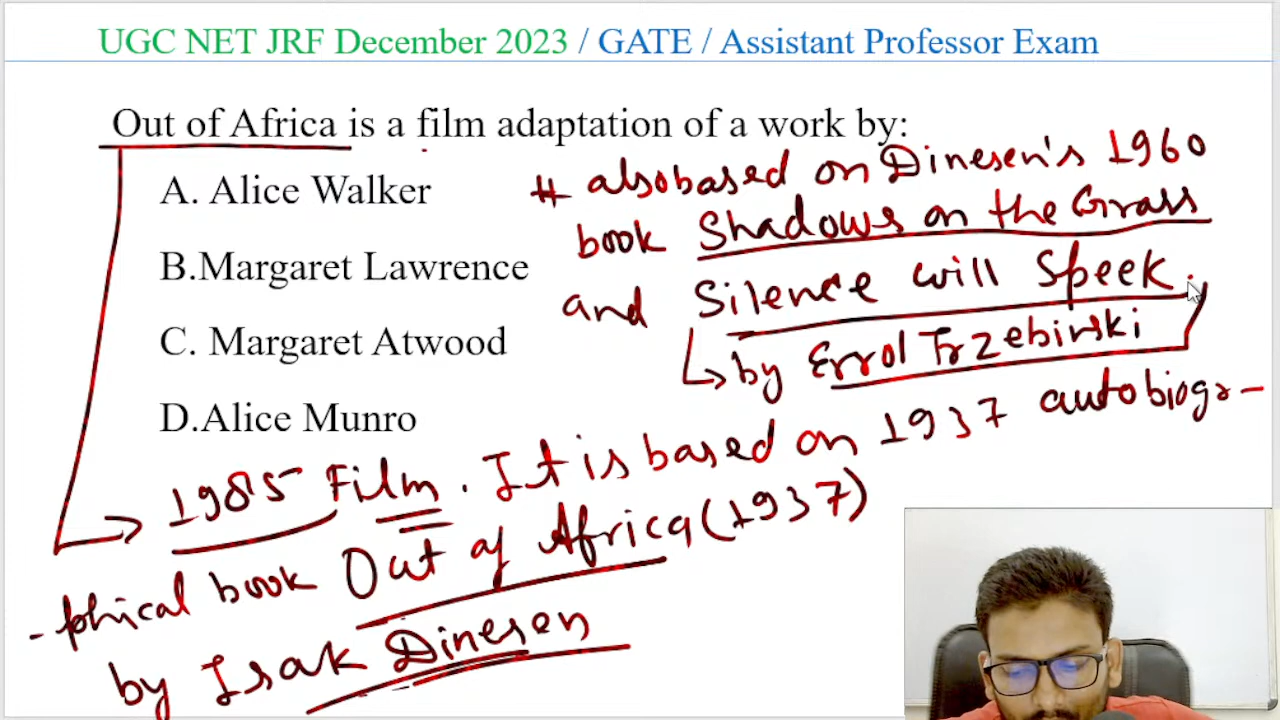 UGC NET JRF December 2023 / GATE / Assistant Professor Exam
Out of Africa is a film adaptation of a work by:
A. Alice Walker
B.Margaret Lawrence
C. Margaret Atwood
D.Alice Munro
# also based on Dinesen's 1960
book Shadows on the Grass
and Silence will Speek.
by Errol Trzebinski
1985 Film. It is based on 1937 autobiogr-
-phical book Out of Africa (1937)
by Isak Dinesen